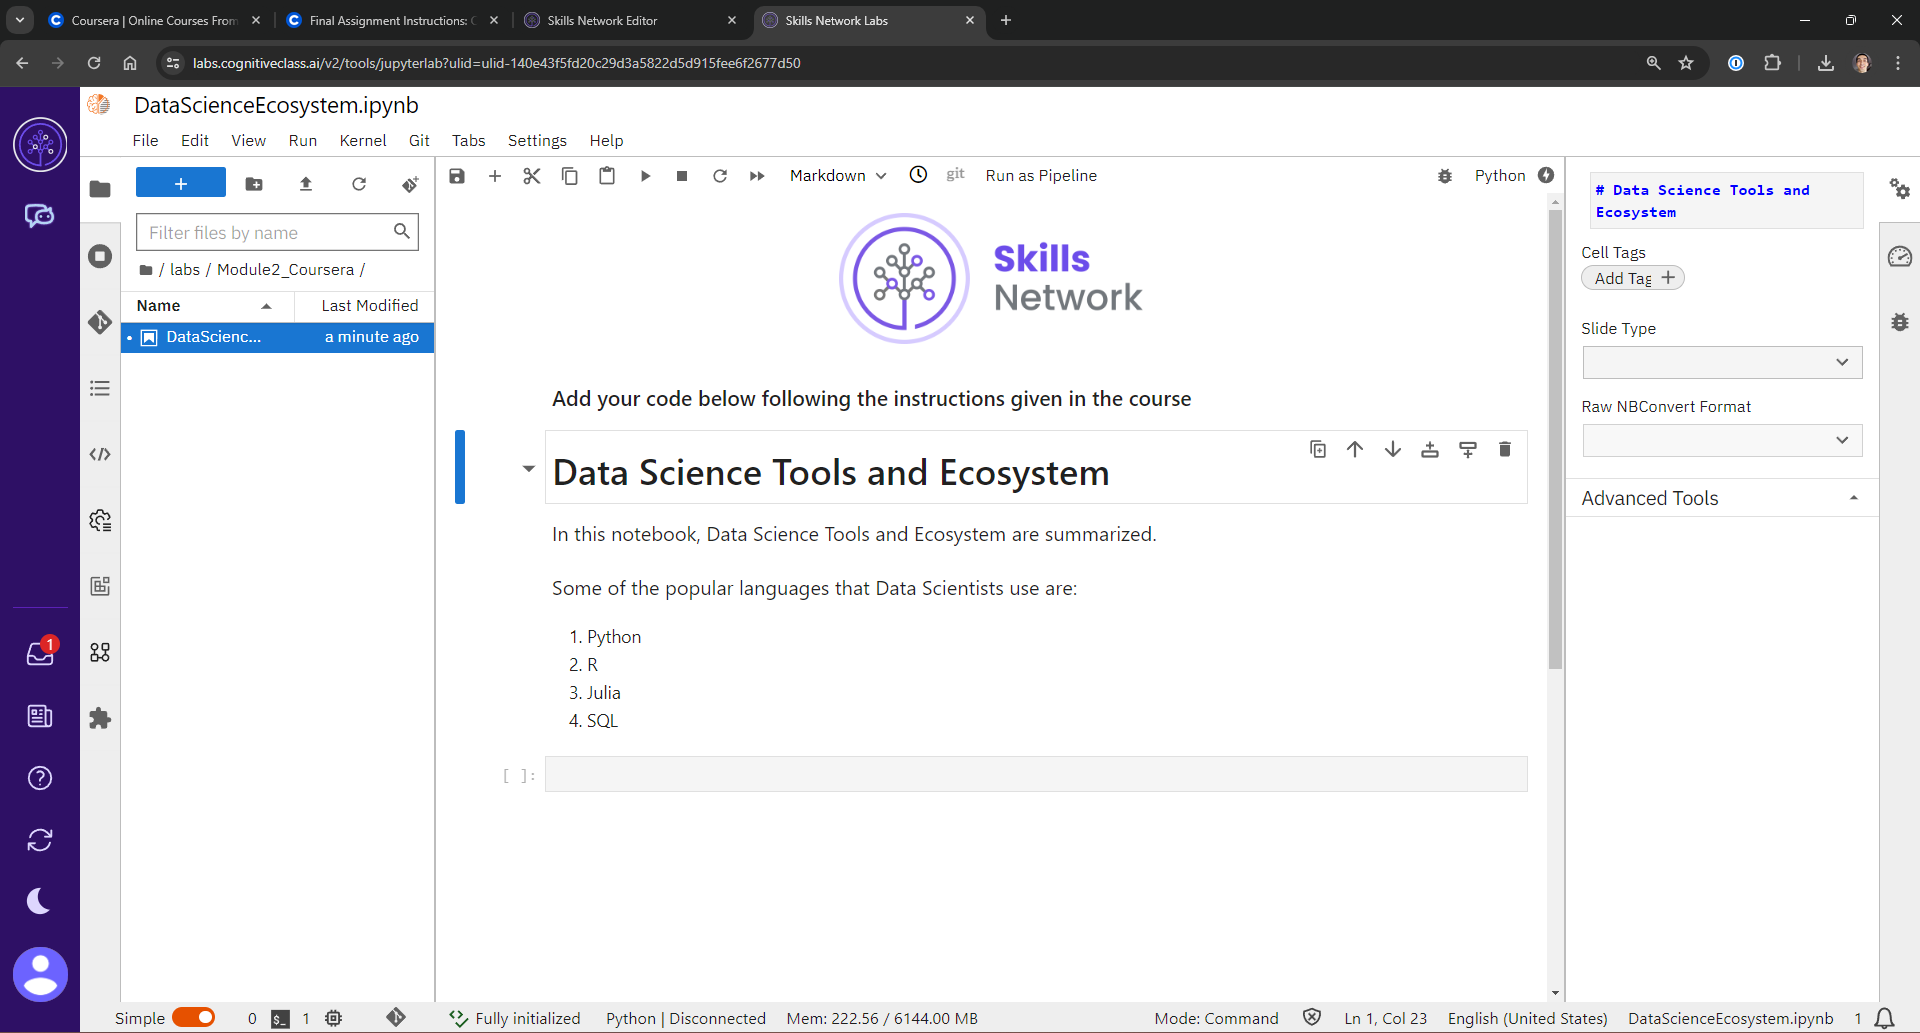 Coursera | Online Courses From
Final Assignment Instructions: C
Skills Network Editor
Skills Network Labs
labs.cognitiveclass.ai/v2/tools/jupyterlab?ulid=ulid-140e43f5fd20c29d3a5822d5d915fee6f2677d50
DataScienceEcosystem.ipynb
File Edit View Run Kernel Git Tabs Settings Help
+
Filter files by name
/ labs / Module2_Coursera /
Name Last Modified
DataScienc... a minute ago
Markdown git Run as Pipeline Python
Skills
Network
Add your code below following the instructions given in the course
Data Science Tools and Ecosystem
In this notebook, Data Science Tools and Ecosystem are summarized.
Some of the popular languages that Data Scientists use are:
1. Python
2. R
3. Julia
4. SQL
[ ]:
# Data Science Tools and
Ecosystem
Cell Tags
Add Tag +
Slide Type
Raw NBConvert Format
Advanced Tools
1
Simple 0 $_ 1 Fully initialized Python | Disconnected Mem: 222.56 / 6144.00 MB Mode: Command Ln 1, Col 23 English (United States) DataScienceEcosystem.ipynb 1